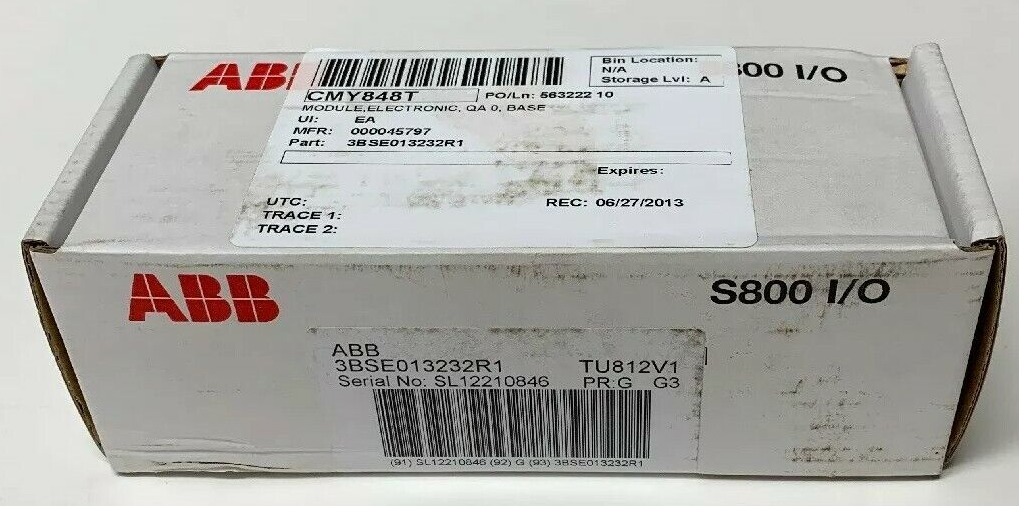 ABB
Bin Location:
N/A
Storage Lvl: A
00 I/O
CMY848T PO/Ln: 563222 10
MODULE,ELECTRONIC, QA 0, BASE
UI: EA
MFR: 000045797
Part: 3BSE013232R1
Expires:
UTC: REC: 06/27/2013
TRACE 1:
TRACE 2:
ABB
S800 I/O
ABB
3BSE013232R1 TU812V1
Serial No: SL12210846 PR:G G3
(91) SL12210846 (92) G (93) 3BSE013232R1